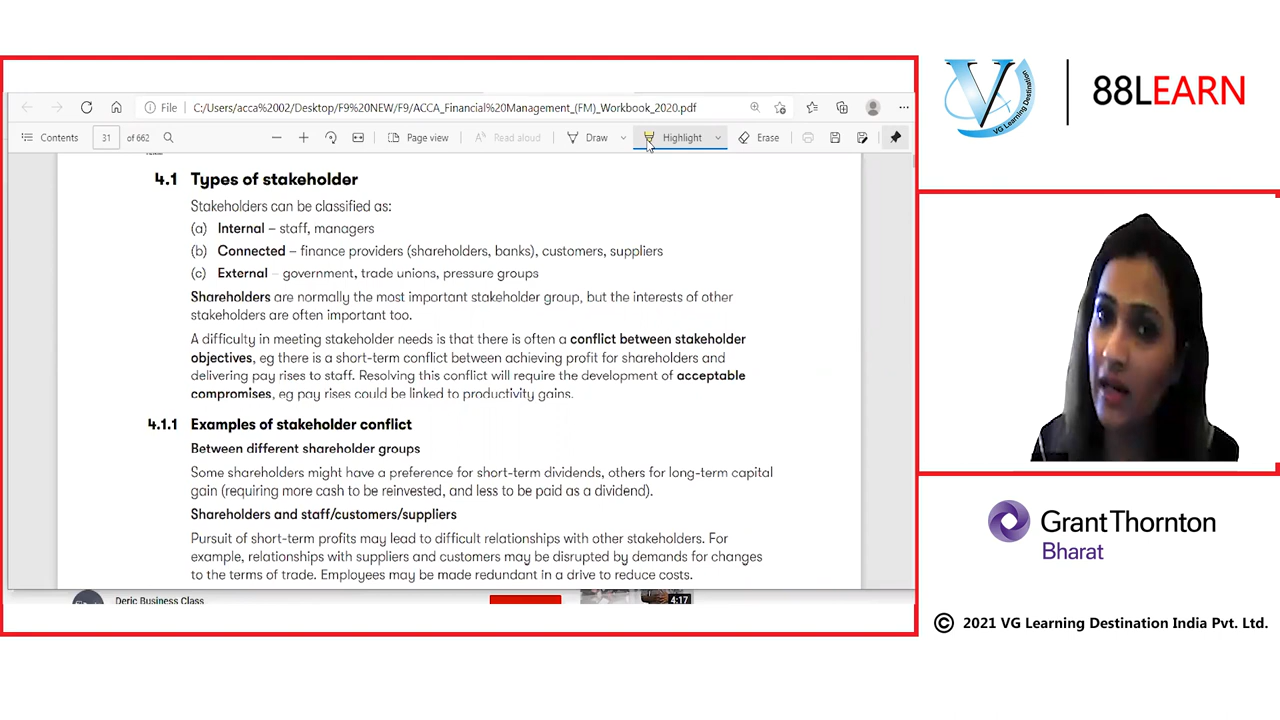 File
C:/Users/acca%2002/Desktop/F9%20NEW/F9/ACCA_Financial%20Management_(FM)_Workbook_2020.pdf
Contents
31
of 662
Page view
Read aloud
Draw
Highlight
Erase
4.1 Types of stakeholder
Stakeholders can be classified as:
(a) Internal – staff, managers
(b) Connected – finance providers (shareholders, banks), customers, suppliers
(c) External – government, trade unions, pressure groups
Shareholders are normally the most important stakeholder group, but the interests of other
stakeholders are often important too.
A difficulty in meeting stakeholder needs is that there is often a conflict between stakeholder
objectives, eg there is a short-term conflict between achieving profit for shareholders and
delivering pay rises to staff. Resolving this conflict will require the development of acceptable
compromises, eg pay rises could be linked to productivity gains.
4.1.1 Examples of stakeholder conflict
Between different shareholder groups
Some shareholders might have a preference for short-term dividends, others for long-term capital
gain (requiring more cash to be reinvested, and less to be paid as a dividend).
Shareholders and staff/customers/suppliers
Pursuit of short-term profits may lead to difficult relationships with other stakeholders. For
example, relationships with suppliers and customers may be disrupted by demands for changes
to the terms of trade. Employees may be made redundant in a drive to reduce costs.
Deric Business Class
4:17
V
VG Learning Destination
88LEARN
Grant Thornton
Bharat
© 2021 VG Learning Destination India Pvt. Ltd.